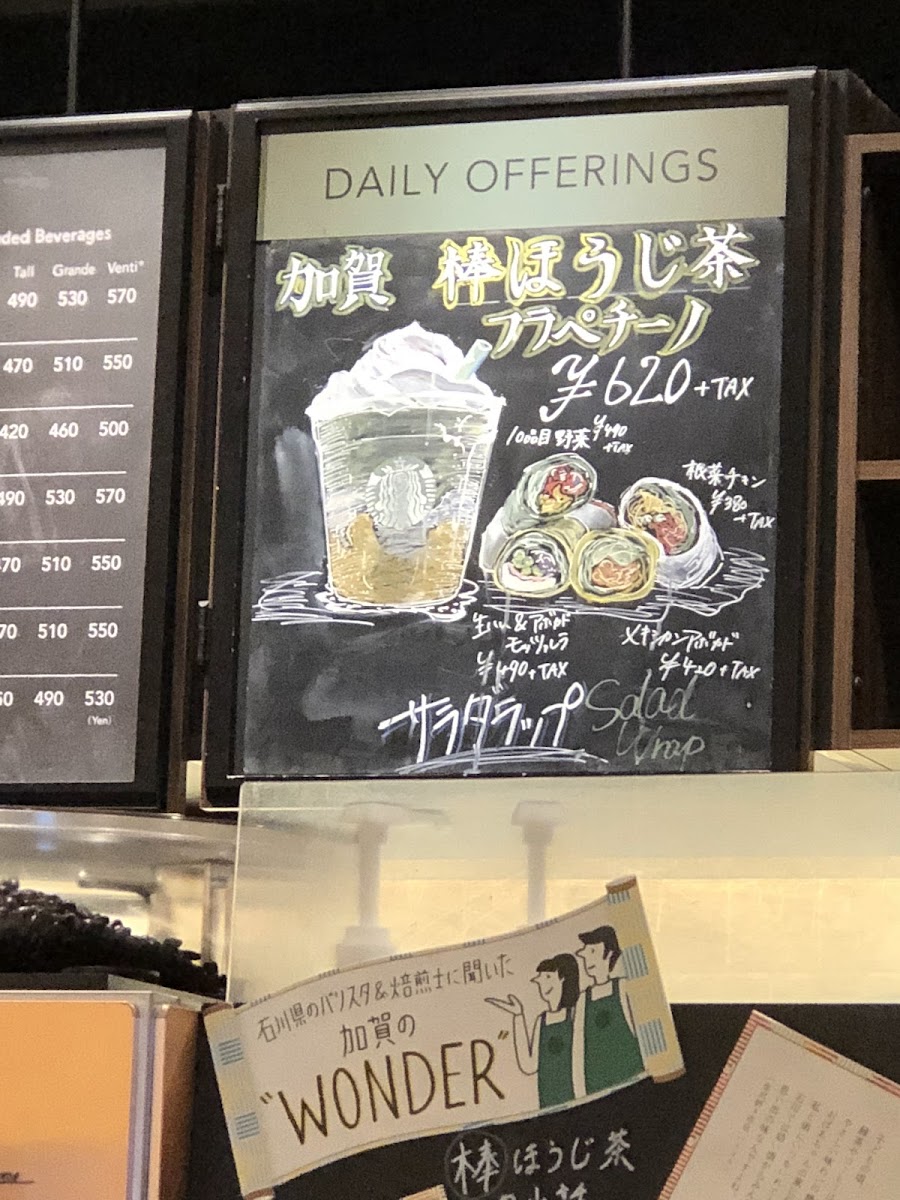 ded Beverages
Tall Grande Venti*
490 530 570
470 510 550
420 460 500
490 530 570
70 510 550
70 510 550
50 490 530
(Yen)
DAILY OFFERINGS
加賀 棒ほうじ茶
フラペチーノ
¥620+TAX
10品目野菜 ¥490
+TAX
根菜チキン
¥380
+TAX
生ハム&アボカド
モッツァレラ
¥490+TAX
メキシカンアボカド
¥420+TAX
サラダラップ Salad
Wrap
石川県のバリスタ&焙煎士に聞いた
加賀の
"WONDER"
棒ほうじ茶